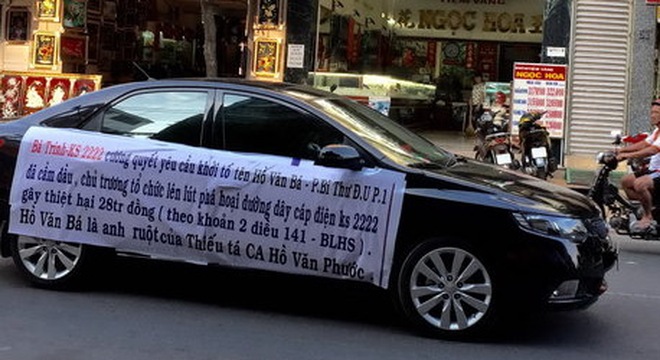 TIỆM VÀNG
NGỌC HOA
NGỌC HOA
Bà Trinh-KS 2222 cương quyết yêu cầu khởi tố tên Hồ Văn Bá - P.Bí Thư Đ.U P.1
đã cầm đầu, chủ trương tổ chức lén lút phá hoại đường dây cáp điện ks 2222
gây thiệt hại 28tr đồng ( theo khoản 2 điều 141 - BLHS ) .
Hồ Văn Bá là anh ruột của Thiếu tá CA Hồ Văn Phước